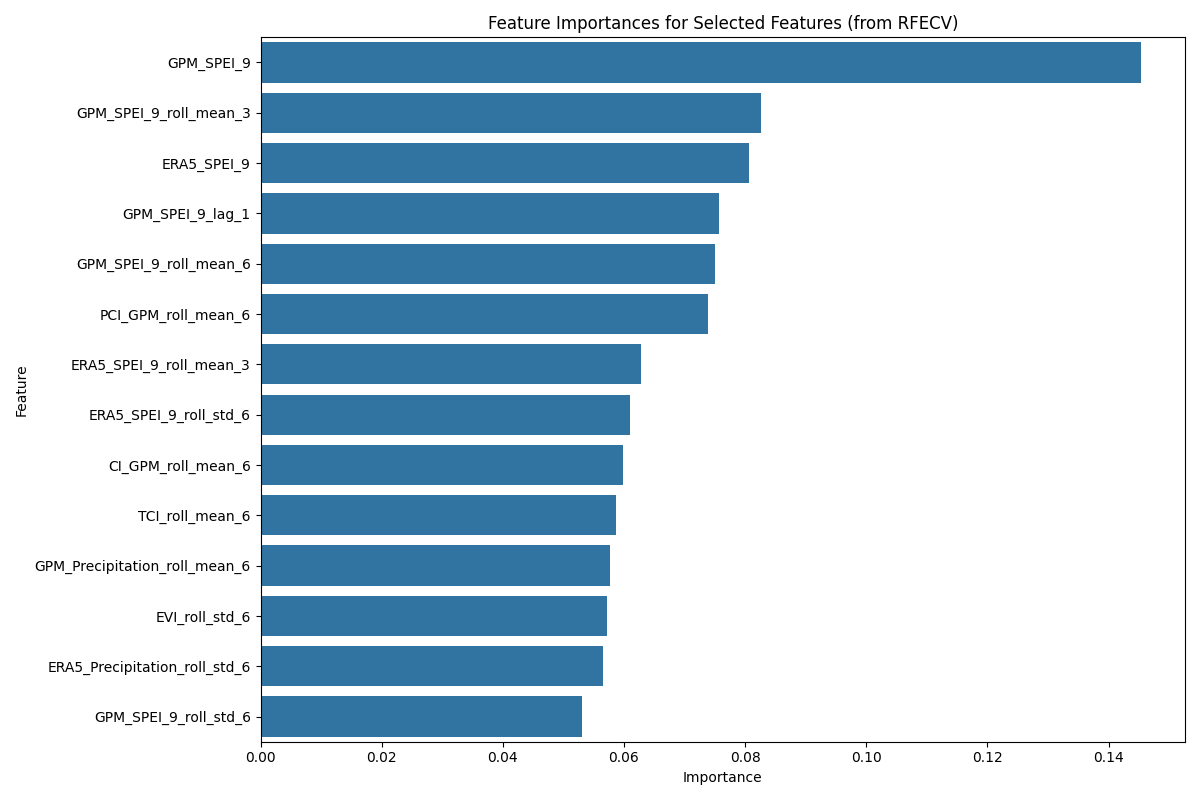 Feature Importances for Selected Features (from RFECV)
GPM_SPEI_9
GPM_SPEI_9_roll_mean_3
ERA5_SPEI_9
GPM_SPEI_9_lag_1
GPM_SPEI_9_roll_mean_6
PCI_GPM_roll_mean_6
ERA5_SPEI_9_roll_mean_3
ERA5_SPEI_9_roll_std_6
CI_GPM_roll_mean_6
TCI_roll_mean_6
GPM_Precipitation_roll_mean_6
EVI_roll_std_6
ERA5_Precipitation_roll_std_6
GPM_SPEI_9_roll_std_6
Feature
0.00 0.02 0.04 0.06 0.08 0.10 0.12 0.14
Importance